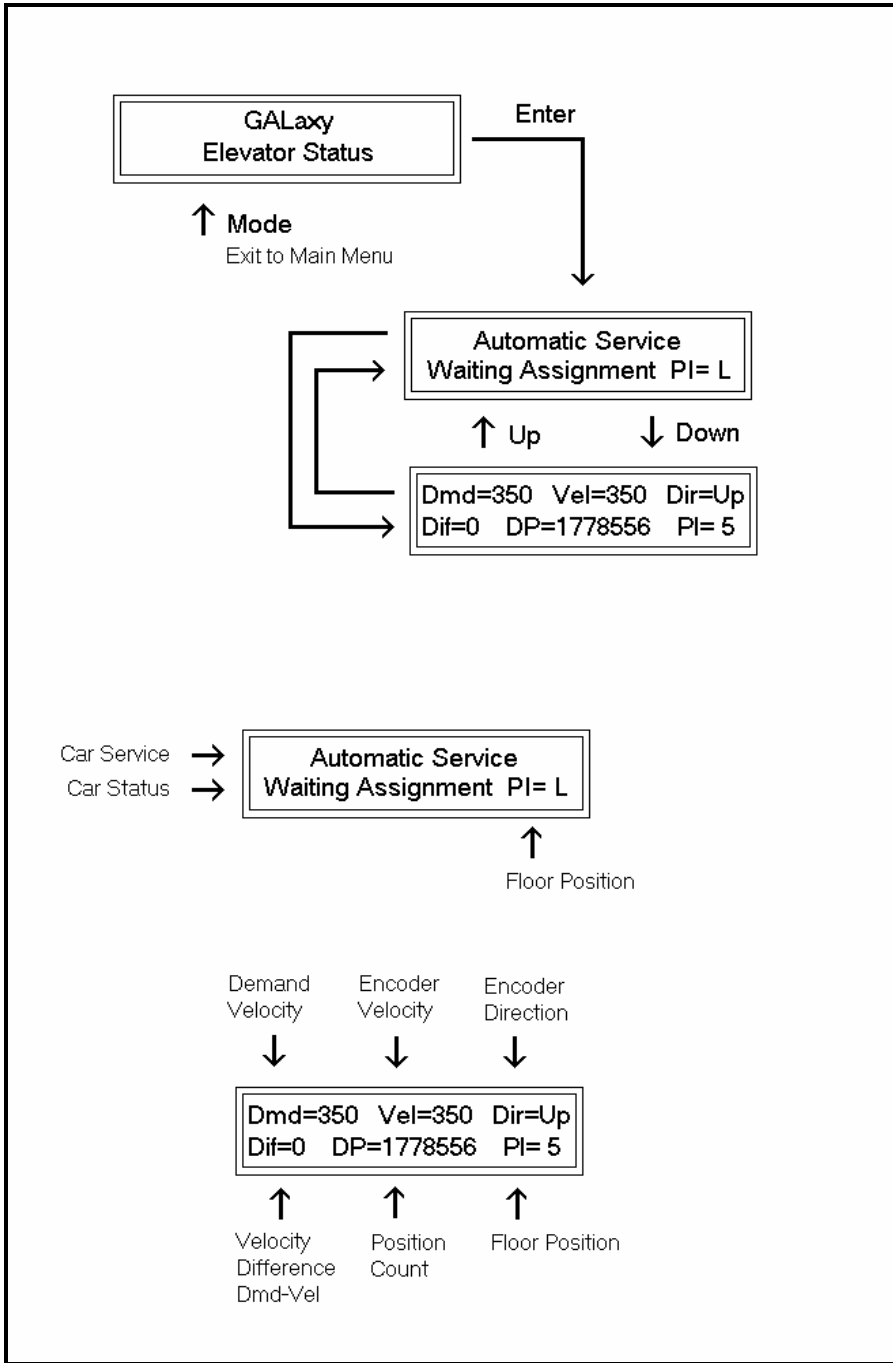 GALaxy
Elevator Status
Enter
↑ Mode
Exit to Main Menu
Automatic Service
Waiting Assignment PI= L
↑ Up ↓ Down
Dmd=350 Vel=350 Dir=Up
Dif=0 DP=1778556 PI= 5
Car Service →
Car Status →
Automatic Service
Waiting Assignment PI= L
↑
Floor Position
Demand
Velocity
Encoder
Velocity
Encoder
Direction
↓ ↓ ↓
Dmd=350 Vel=350 Dir=Up
Dif=0 DP=1778556 PI= 5
↑ ↑ ↑
Velocity
Difference
Dmd-Vel
Position
Count
Floor Position